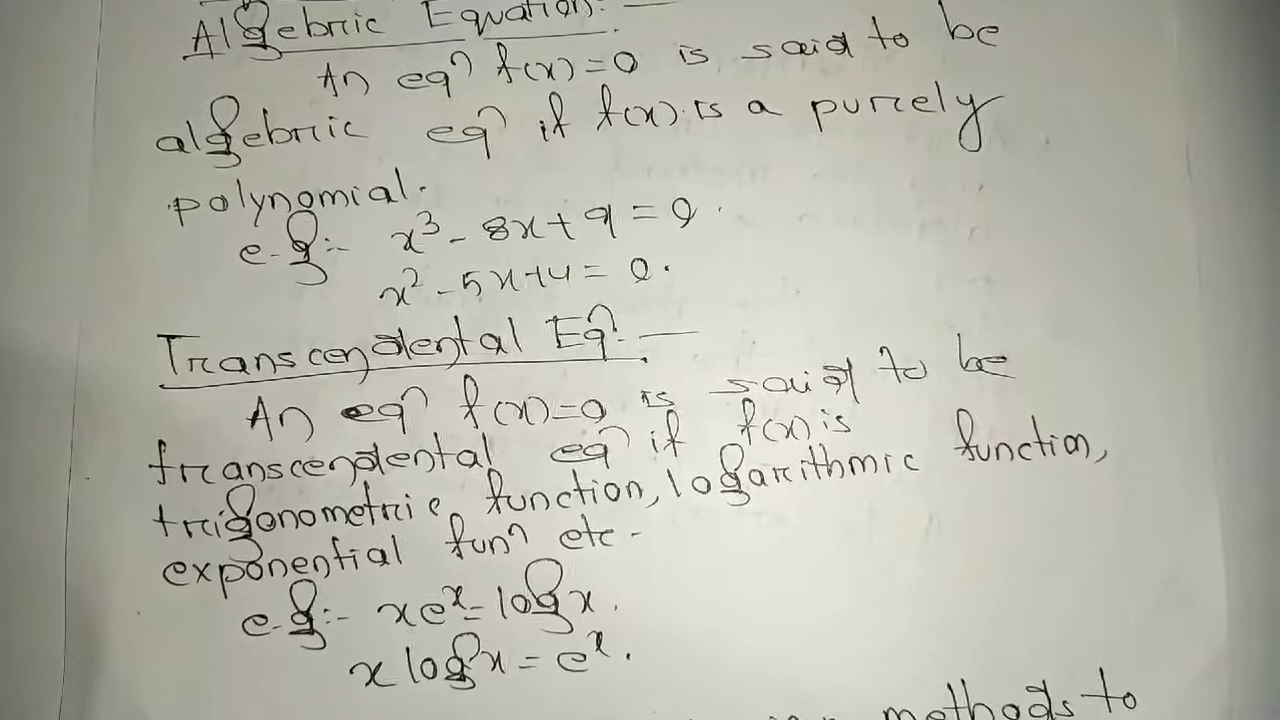 Algebric Equation:—
An eqn f(x)=0 is said to be
algebric eqn if f(x) is a purely
polynomial.
e.g:- x³ - 8x + 9 = 0.
x² - 5x + 4 = 0.
Transcendental Eqn:—
An eqn f(x)=0 is said to be
transcendental eqn if f(x) is
trigonometric function, logarithmic function,
exponential funn etc.
e.g:- xeˣ = logx.
x logx = eˣ.
methods to